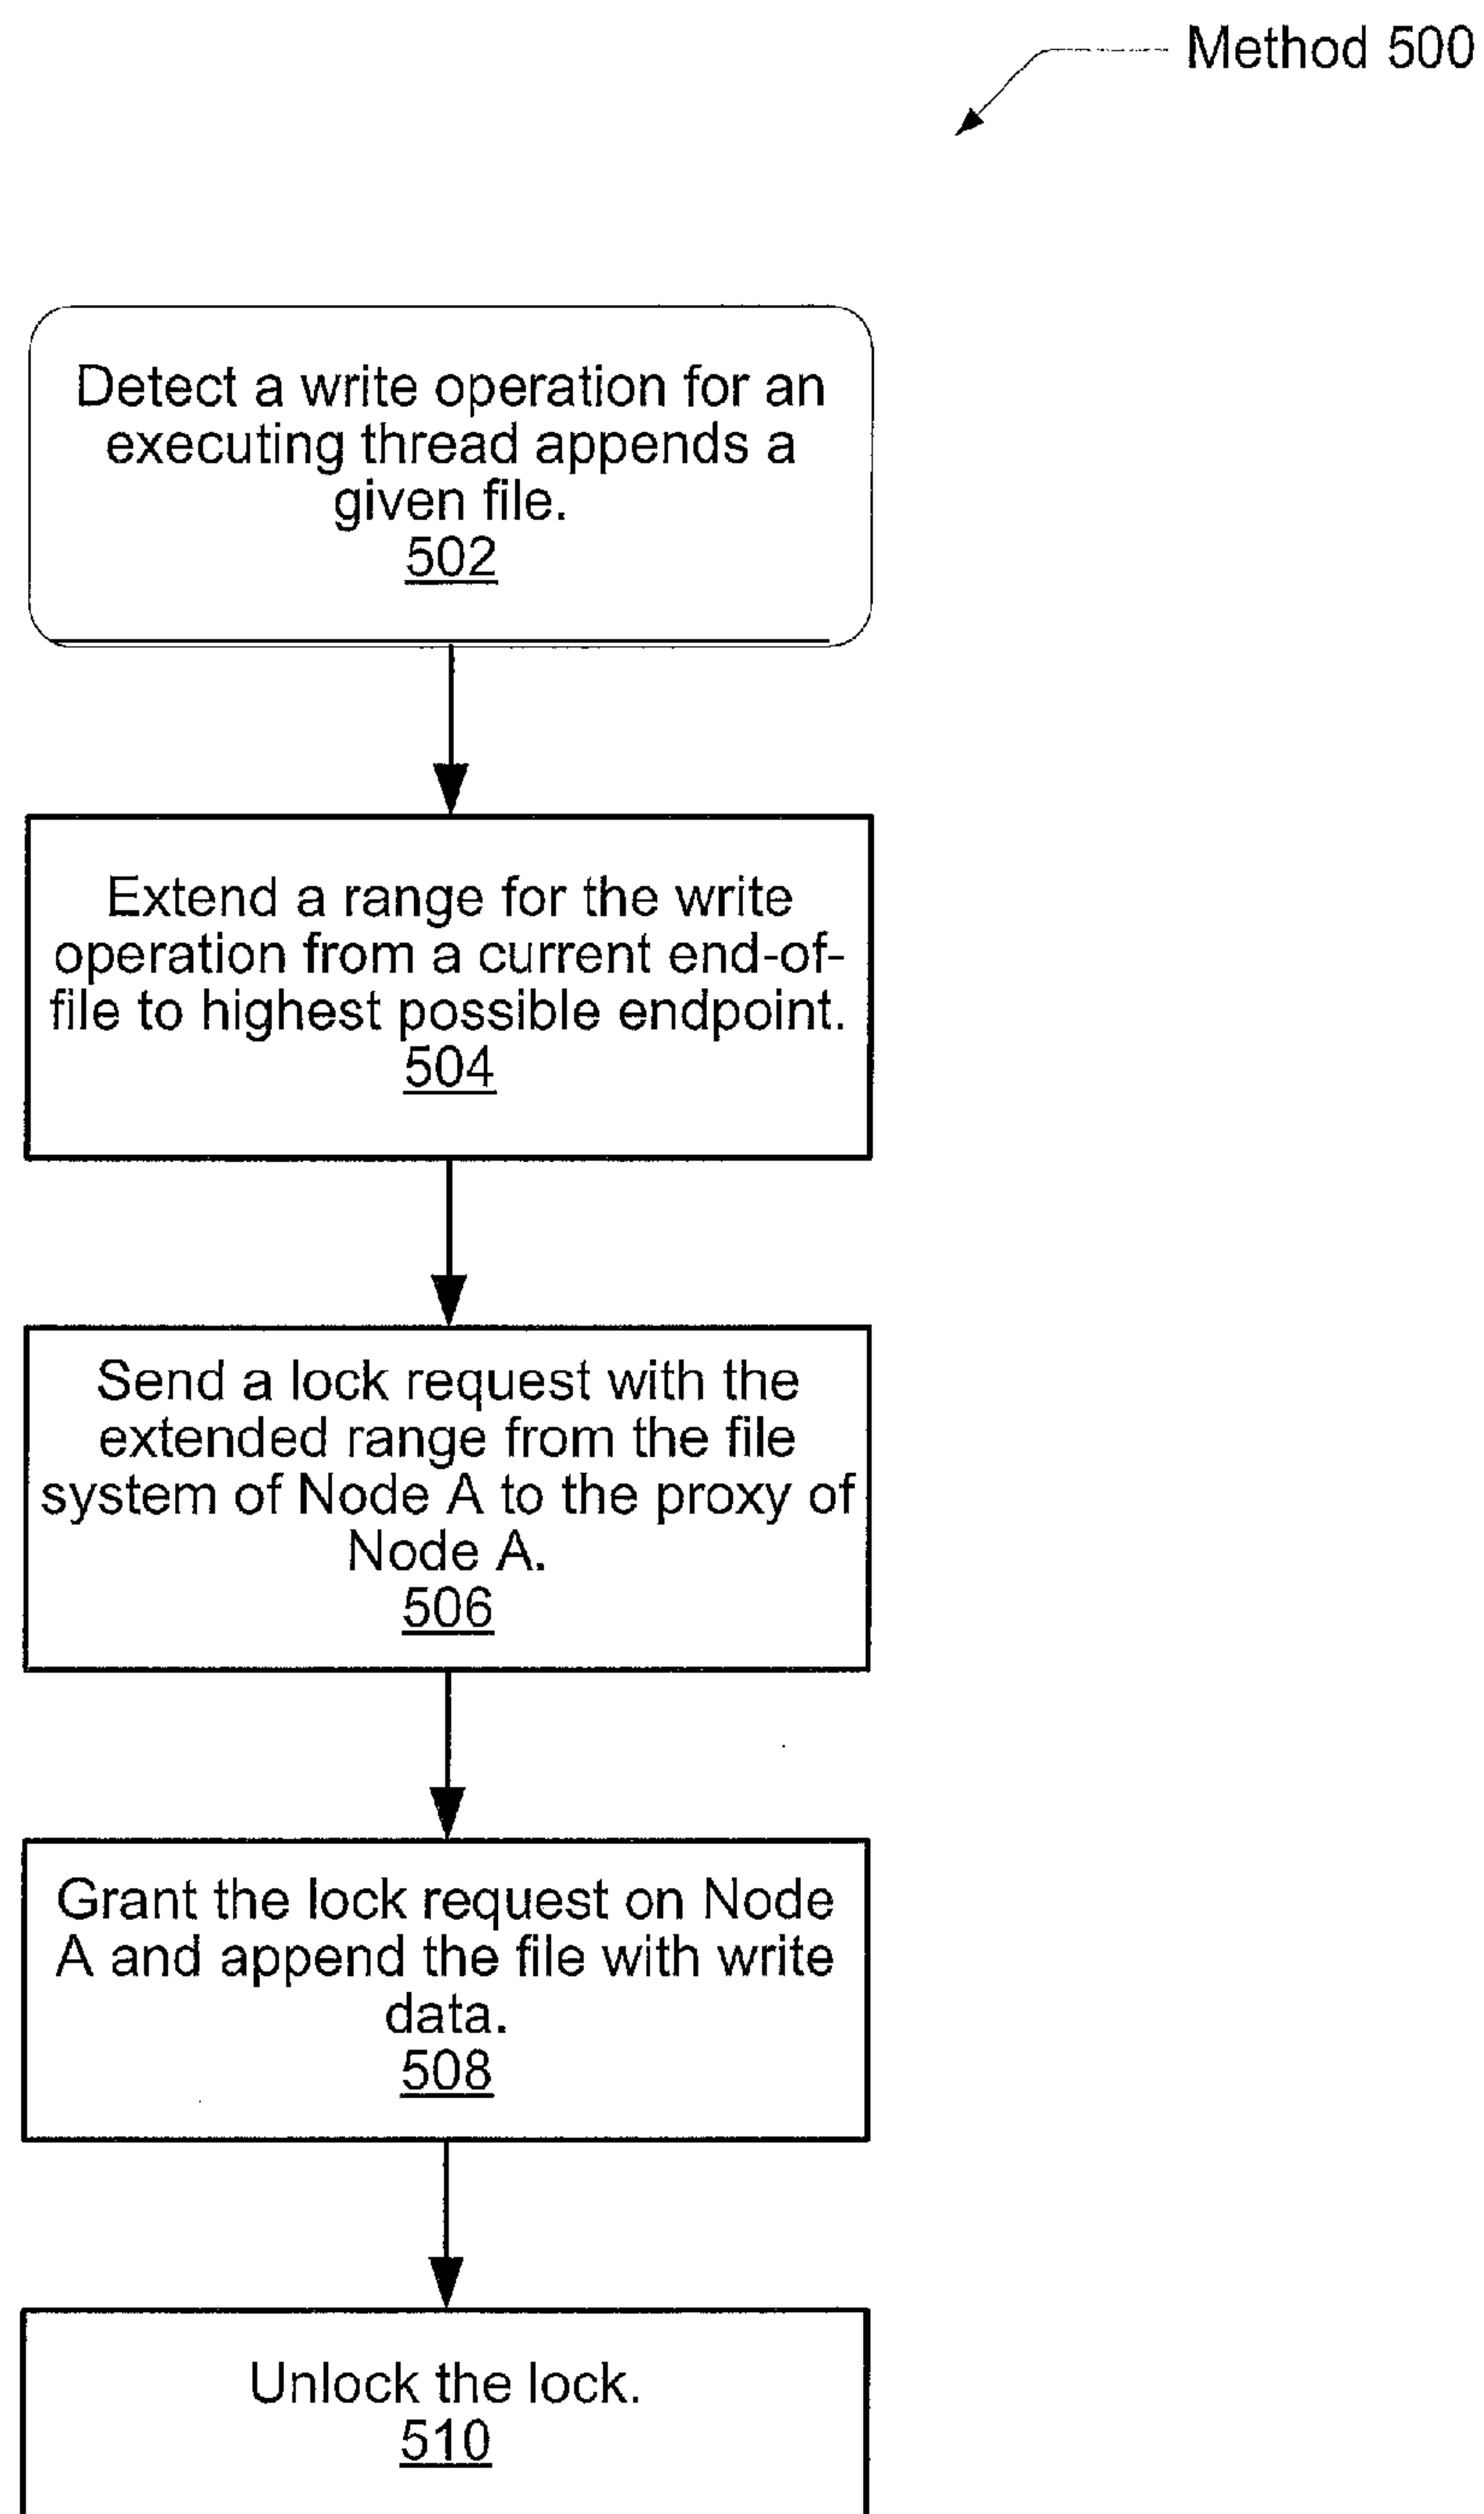 Method 500
Detect a write operation for an
executing thread appends a
given file.
502
Extend a range for the write
operation from a current end-of-
file to highest possible endpoint.
504
Send a lock request with the
extended range from the file
system of Node A to the proxy of
Node A.
506
Grant the lock request on Node
A and append the file with write
data.
508
Unlock the lock.
510